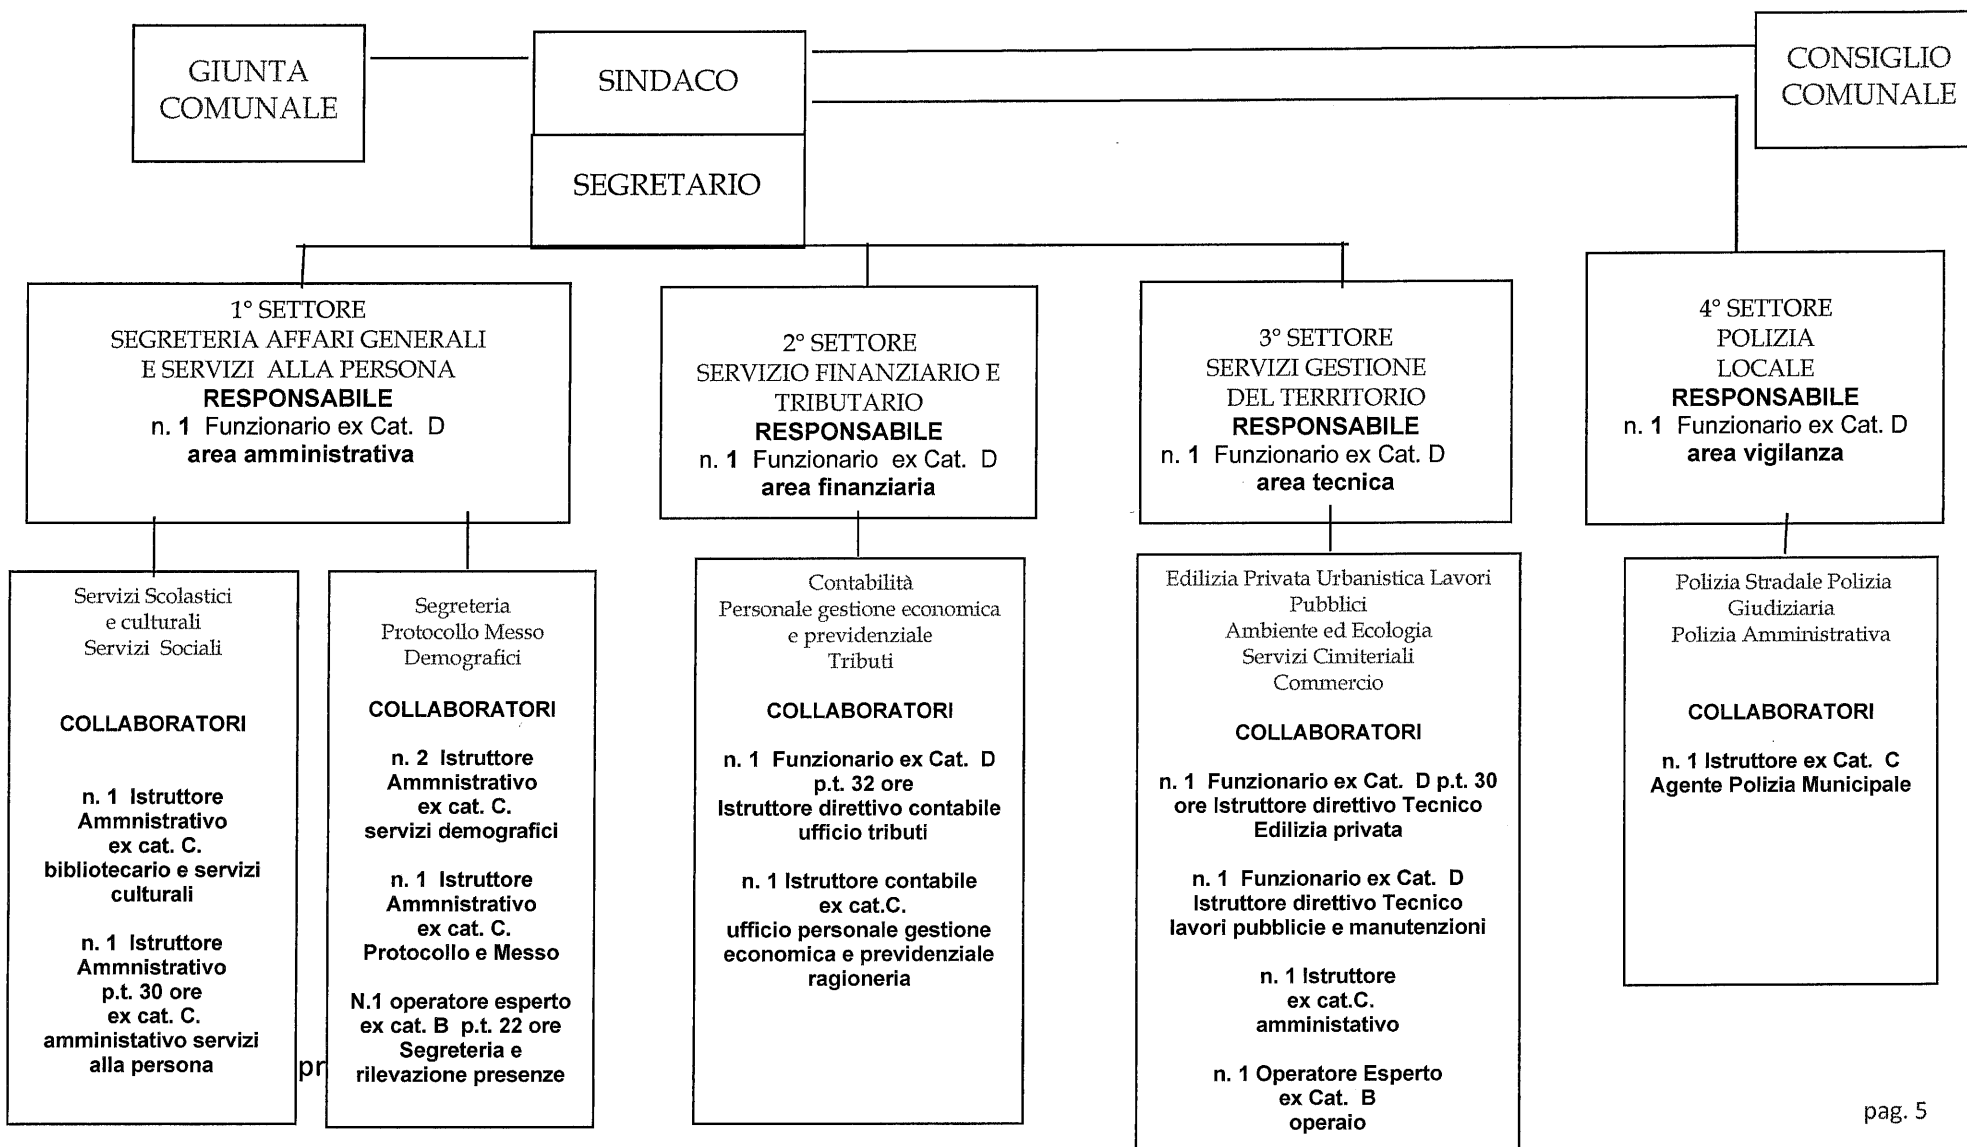 GIUNTA
COMUNALE
SINDACO
CONSIGLIO
COMUNALE
SEGRETARIO
1° SETTORE
SEGRETERIA AFFARI GENERALI
E SERVIZI ALLA PERSONA
RESPONSABILE
n. 1 Funzionario ex Cat. D
area amministrativa
2° SETTORE
SERVIZIO FINANZIARIO E
TRIBUTARIO
RESPONSABILE
n. 1 Funzionario ex Cat. D
area finanziaria
3° SETTORE
SERVIZI GESTIONE
DEL TERRITORIO
RESPONSABILE
n. 1 Funzionario ex Cat. D
area tecnica
4° SETTORE
POLIZIA
LOCALE
RESPONSABILE
n. 1 Funzionario ex Cat. D
area vigilanza
Servizi Scolastici
e culturali
Servizi Sociali
COLLABORATORI
n. 1 Istruttore
Ammnistrativo
ex cat. C.
bibliotecario e servizi
culturali
n. 1 Istruttore
Ammnistrativo
p.t. 30 ore
ex cat. C.
amministativo servizi
alla persona
pr
Segreteria
Protocollo Messo
Demografici
COLLABORATORI
n. 2 Istruttore
Ammnistrativo
ex cat. C.
servizi demografici
n. 1 Istruttore
Ammnistrativo
ex cat. C.
Protocollo e Messo
N.1 operatore esperto
ex cat. B p.t. 22 ore
Segreteria e
rilevazione presenze
Contabilità
Personale gestione economica
e previdenziale
Tributi
COLLABORATORI
n. 1 Funzionario ex Cat. D
p.t. 32 ore
Istruttore direttivo contabile
ufficio tributi
n. 1 Istruttore contabile
ex cat.C.
ufficio personale gestione
economica e previdenziale
ragioneria
Edilizia Privata Urbanistica Lavori
Pubblici
Ambiente ed Ecologia
Servizi Cimiteriali
Commercio
COLLABORATORI
n. 1 Funzionario ex Cat. D p.t. 30
ore Istruttore direttivo Tecnico
Edilizia privata
n. 1 Funzionario ex Cat. D
Istruttore direttivo Tecnico
lavori pubblicie e manutenzioni
n. 1 Istruttore
ex cat.C.
amministativo
n. 1 Operatore Esperto
ex Cat. B
operaio
Polizia Stradale Polizia
Giudiziaria
Polizia Amministrativa
COLLABORATORI
n. 1 Istruttore ex Cat. C
Agente Polizia Municipale
pag. 5